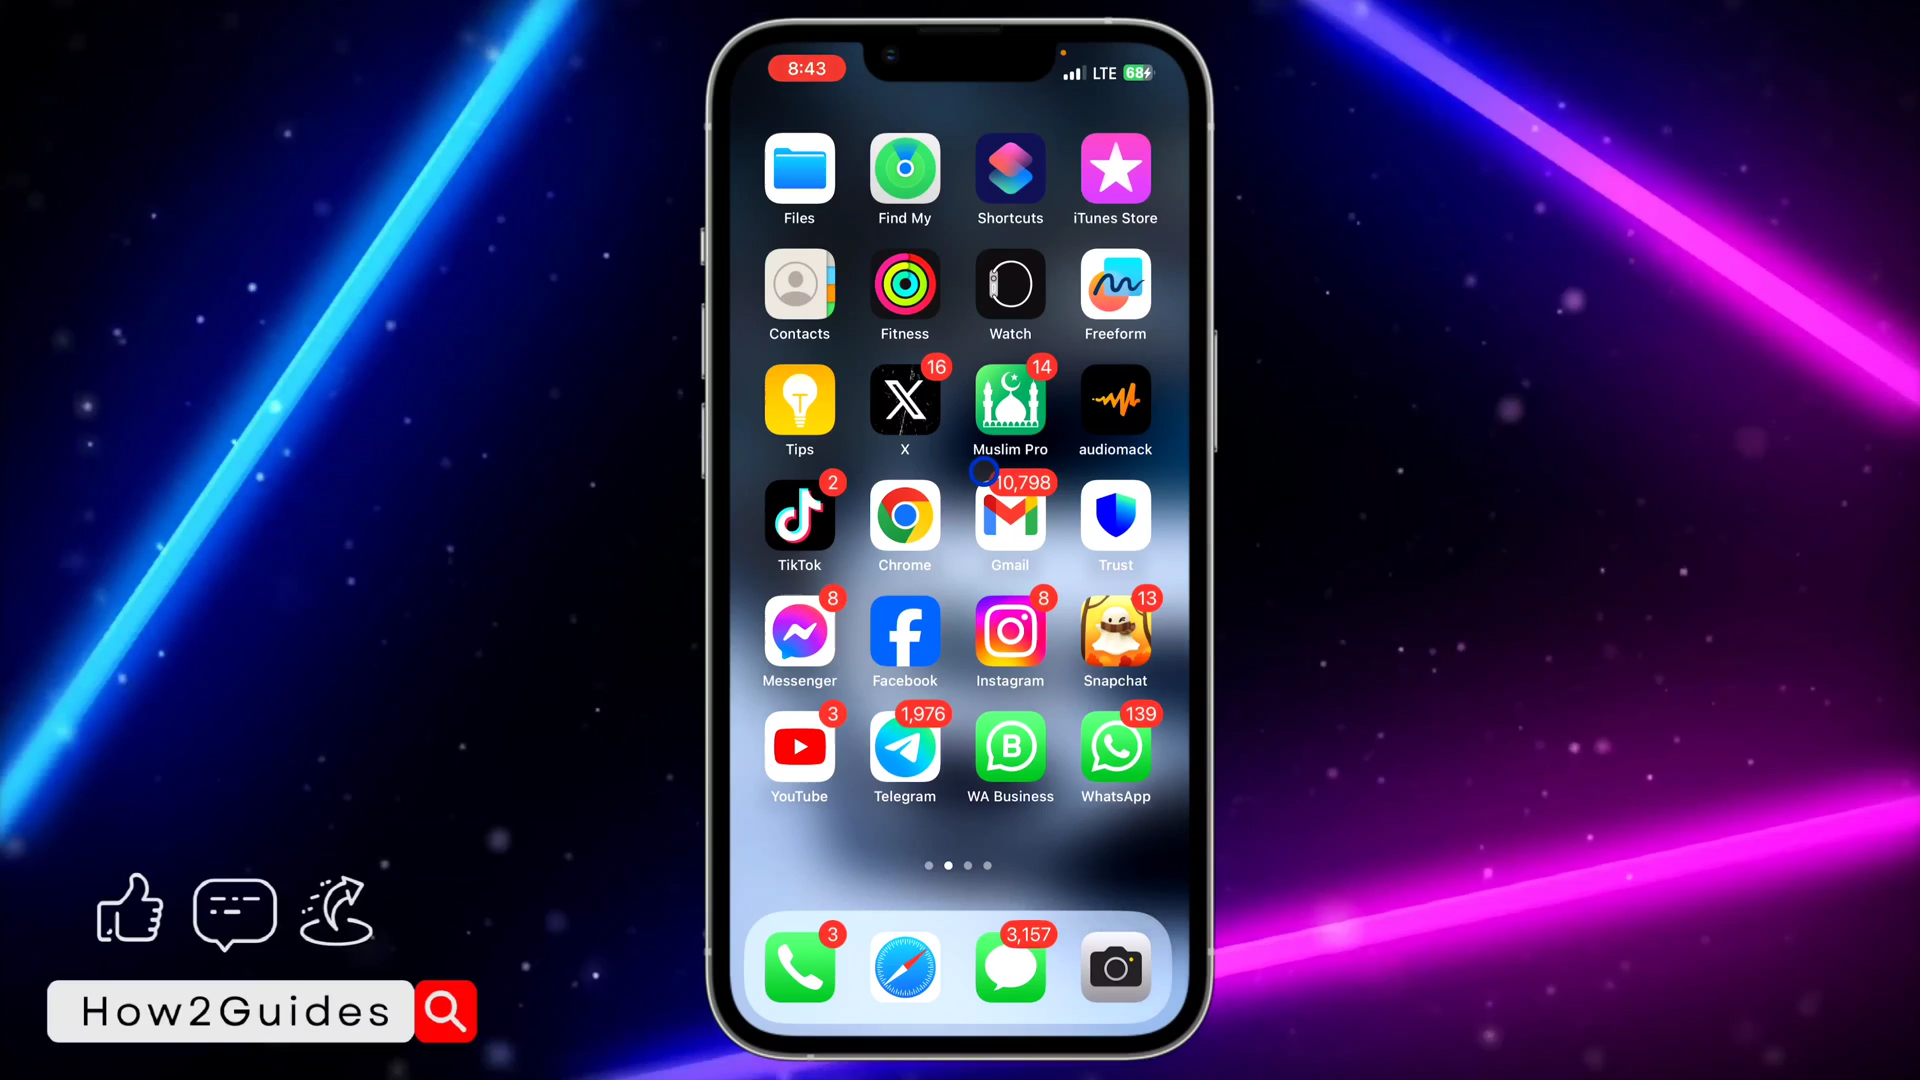 8:43
LTE 68
Files Find My Shortcuts iTunes Store
Contacts Fitness Watch Freeform
16 14
Tips X Muslim Pro audiomack
2 10,798
TikTok Chrome Gmail Trust
8 8 13
Messenger Facebook Instagram Snapchat
3 1,976 139
B
YouTube Telegram WA Business WhatsApp
3 3,157
How2Guides